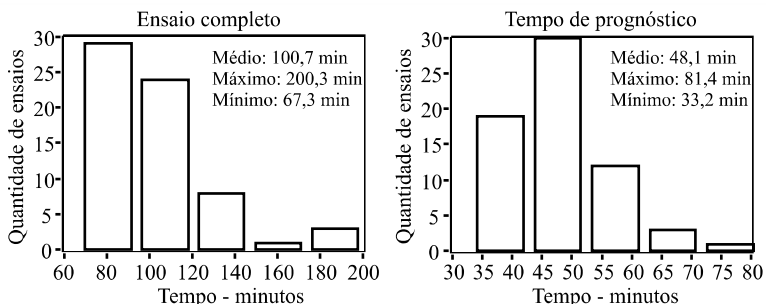 Ensaio completo
30
25
20
15
10
5
0
Quantidade de ensaios
Médio: 100,7 min
Máximo: 200,3 min
Mínimo: 67,3 min
60 80 100 120 140 160 180 200
Tempo - minutos
Tempo de prognóstico
30
25
20
15
10
5
0
Quantidade de ensaios
Médio: 48,1 min
Máximo: 81,4 min
Mínimo: 33,2 min
30 35 40 45 50 55 60 65 70 75 80
Tempo - minutos